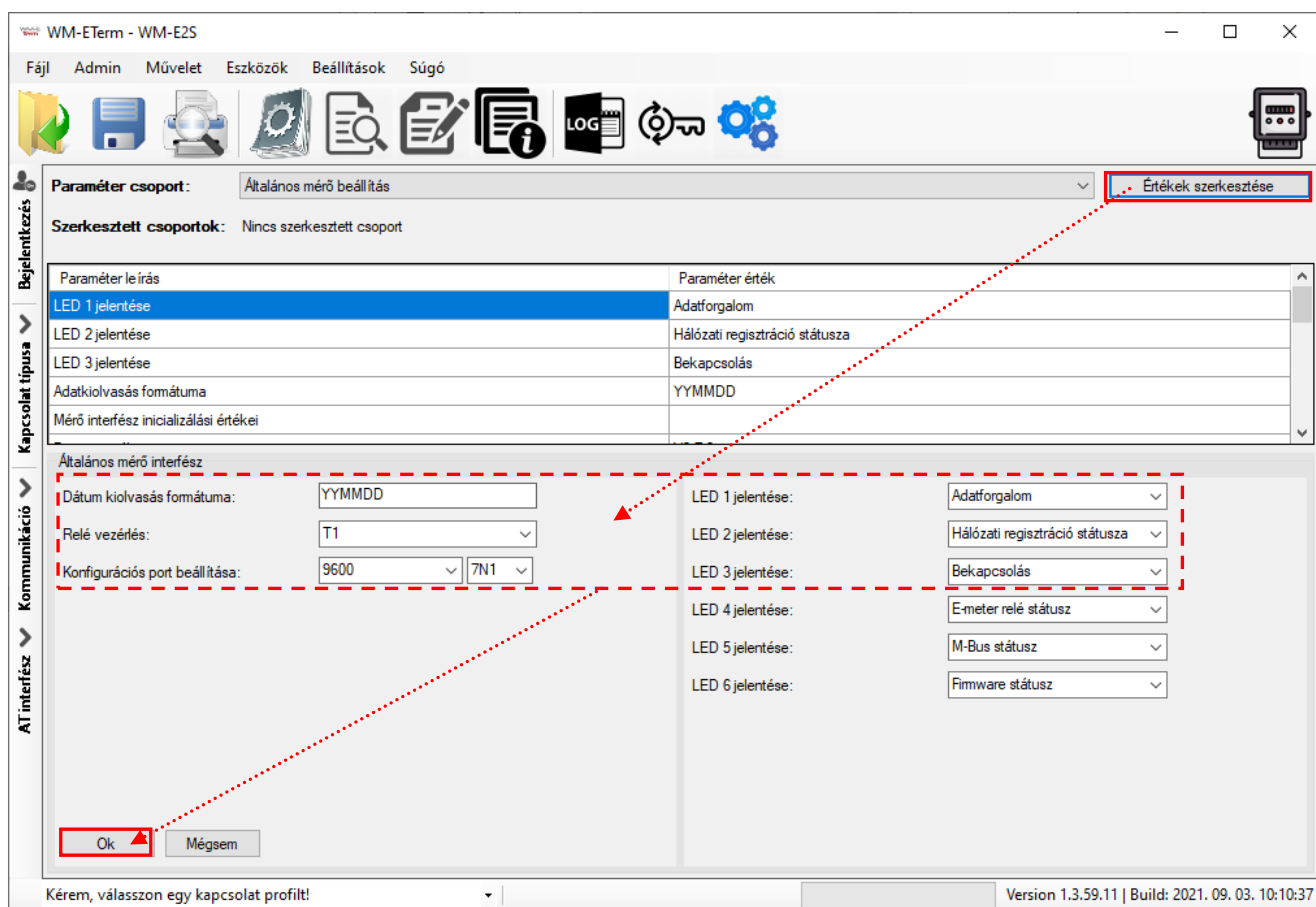 WM-ETerm - WM-E2S
Fájl Admin Művelet Eszközök Beállítások Súgó
LOG
Bejelentkezés
Kapcsolat típusa
Kommunikáció
AT interfész
Paraméter csoport: Általános mérő beállítás Értékek szerkesztése
Szerkesztett csoportok: Nincs szerkesztett csoport
Paraméter leírás Paraméter érték
LED 1 jelentése Adatforgalom
LED 2 jelentése Hálózati regisztráció státusza
LED 3 jelentése Bekapcsolás
Adatkiolvasás formátuma YYMMDD
Mérő interfész inicializálási értékei
Általános mérő interfész
Dátum kiolvasás formátuma: YYMMDD LED 1 jelentése: Adatforgalom
Relé vezérlés: T1 LED 2 jelentése: Hálózati regisztráció státusza
Konfigurációs port beállítása: 9600 7N1 LED 3 jelentése: Bekapcsolás
LED 4 jelentése: E-meter relé státusz
LED 5 jelentése: M-Bus státusz
LED 6 jelentése: Firmware státusz
Ok Mégsem
Kérem, válasszon egy kapcsolat profilt! Version 1.3.59.11 | Build: 2021. 09. 03. 10:10:37